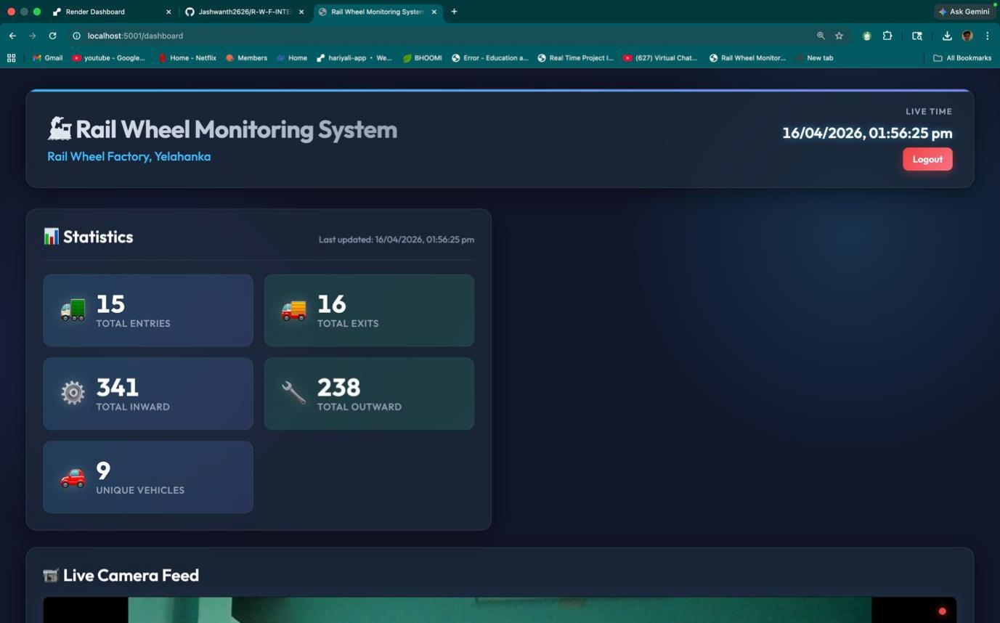 Render Dashboard
Jashwanth2626/R-W-F-INTE
Rail Wheel Monitoring System
Ask Gemini
localhost:5001/dashboard
Gmail
youtube - Google...
Home - Netflix
Members
Home
hariyali-app • We...
BHOOMI
Error - Education a...
Real Time Project I...
(627) Virtual Chat...
Rail Wheel Monitor...
New tab
All Bookmarks
Rail Wheel Monitoring System
Rail Wheel Factory, Yelahanka
LIVE TIME
16/04/2026, 01:56:25 pm
Logout
Statistics
Last updated: 16/04/2026, 01:56:25 pm
15
TOTAL ENTRIES
16
TOTAL EXITS
341
TOTAL INWARD
238
TOTAL OUTWARD
9
UNIQUE VEHICLES
Live Camera Feed